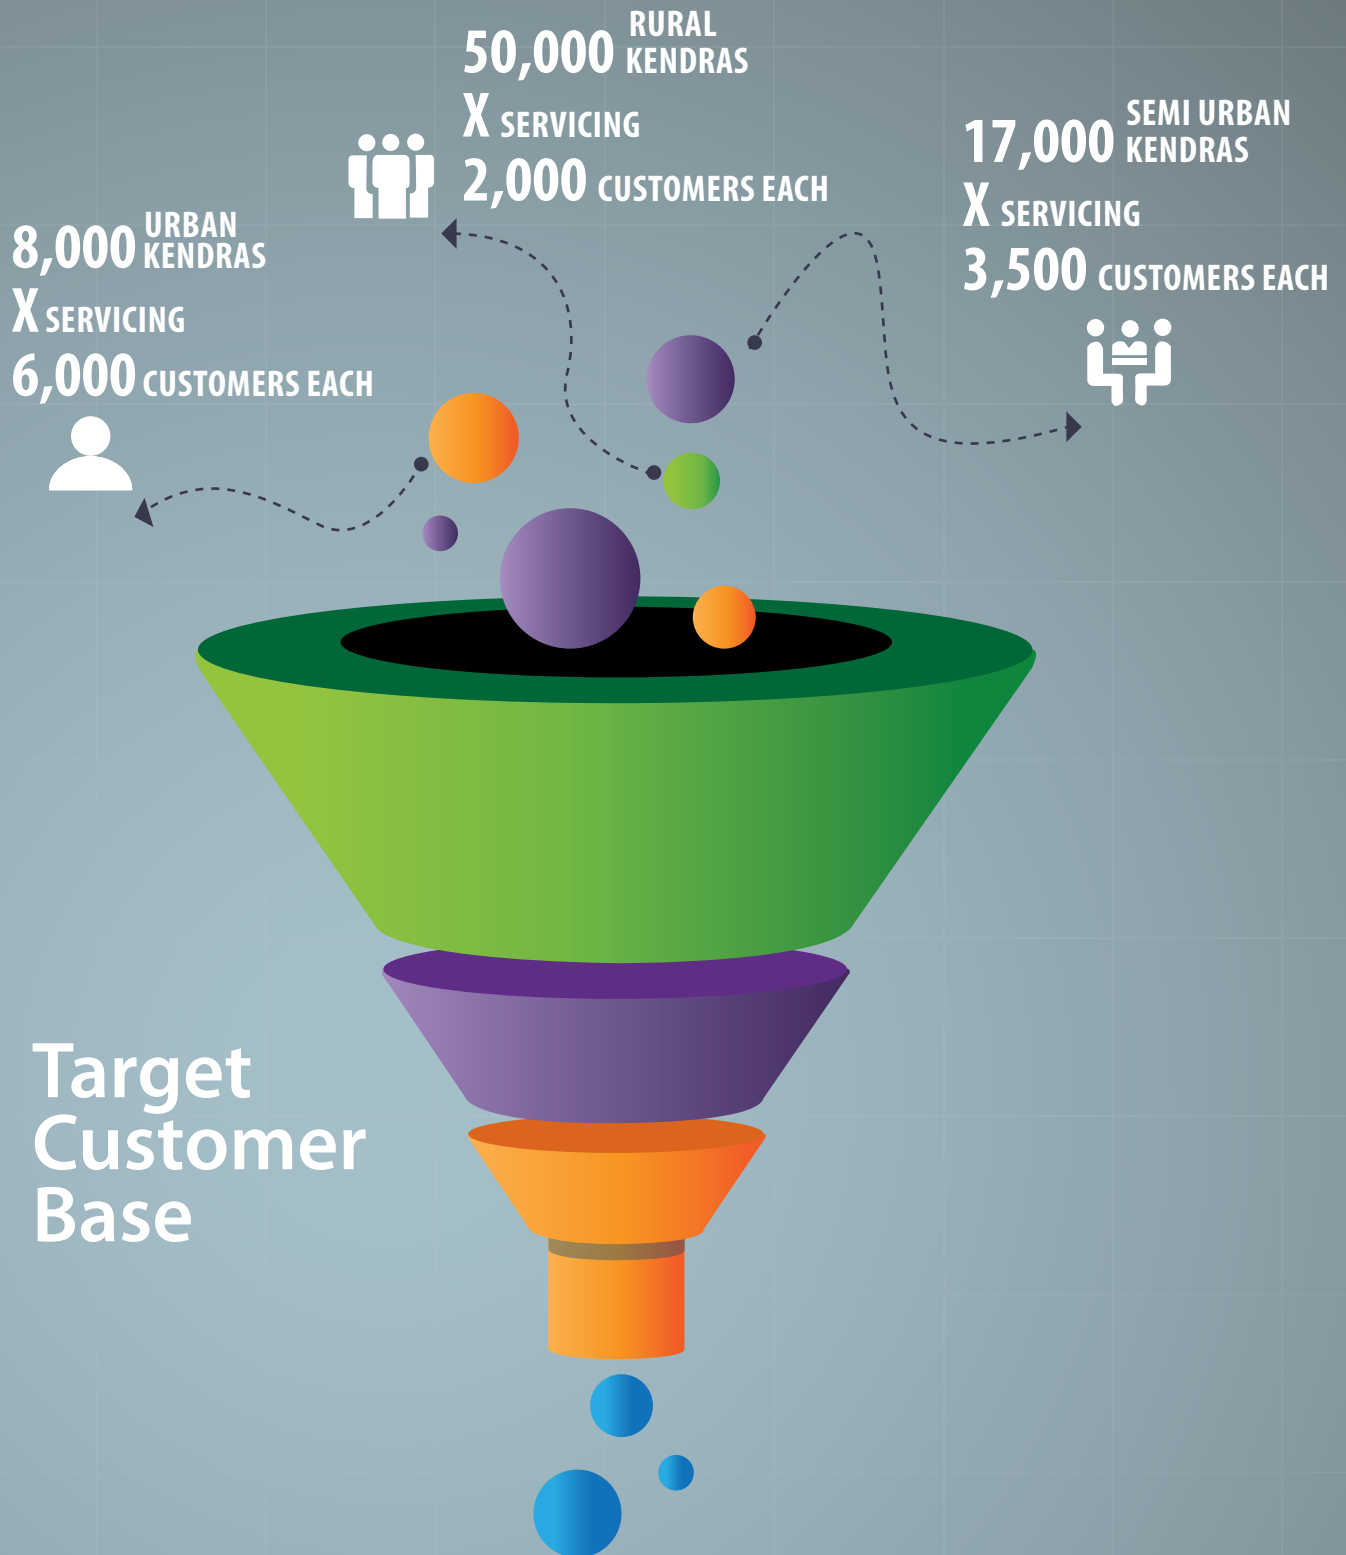 50,000 RURAL KENDRAS
X SERVICING
2,000 CUSTOMERS EACH
17,000 SEMI URBAN KENDRAS
X SERVICING
3,500 CUSTOMERS EACH
8,000 URBAN KENDRAS
X SERVICING
6,000 CUSTOMERS EACH
Target
Customer
Base